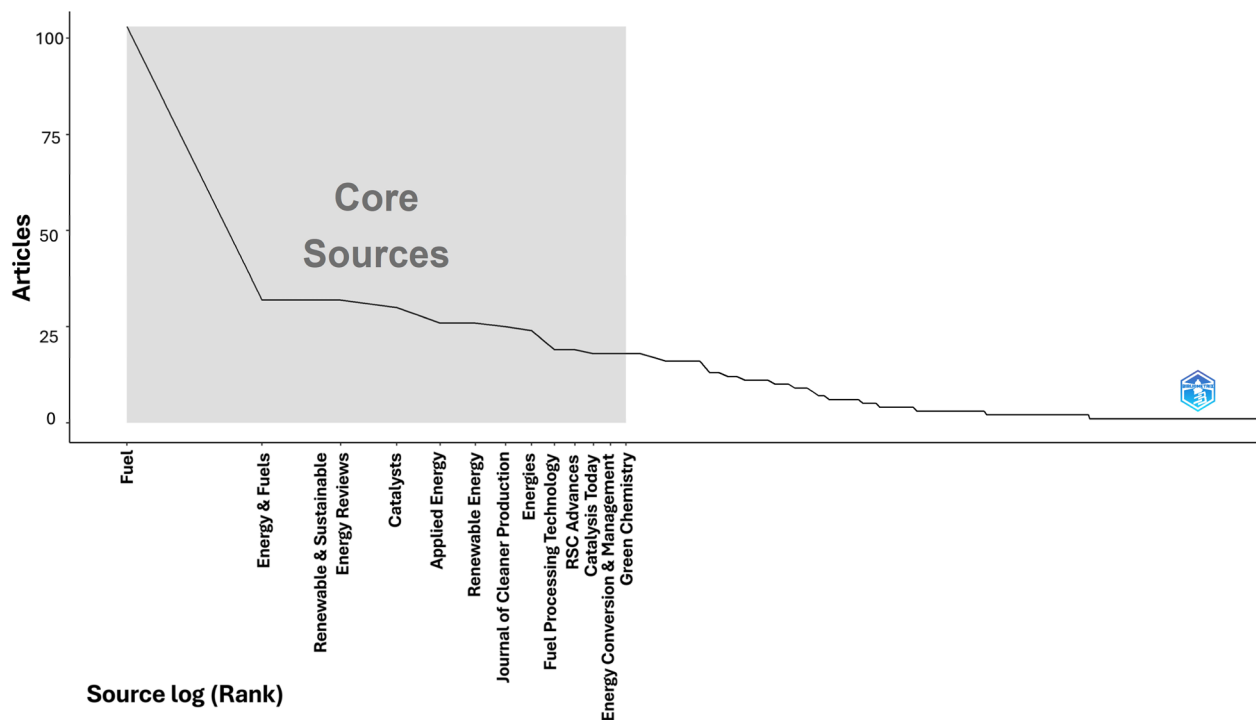 100
75
50
25
0
Articles
Core
Sources
Fuel
Energy & Fuels
Renewable & Sustainable
Energy Reviews
Catalysts
Applied Energy
Renewable Energy
Journal of Cleaner Production
Energies
Fuel Processing Technology
RSC Advances
Catalysis Today
Energy Conversion & Management
Green Chemistry
Source log (Rank)
BIBLIOMETRIX